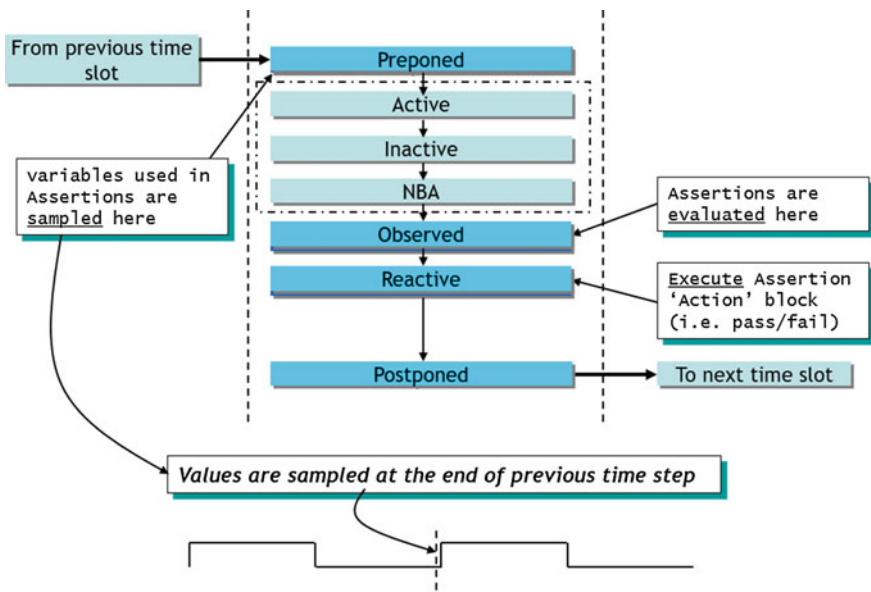 From previous time
slot
Preponed
Active
Inactive
NBA
variables used in
Assertions are
sampled here
Observed
Assertions are
evaluated here
Reactive
Execute Assertion
‘Action’ block
(i.e. pass/fail)
Postponed
To next time slot
Values are sampled at the end of previous time step